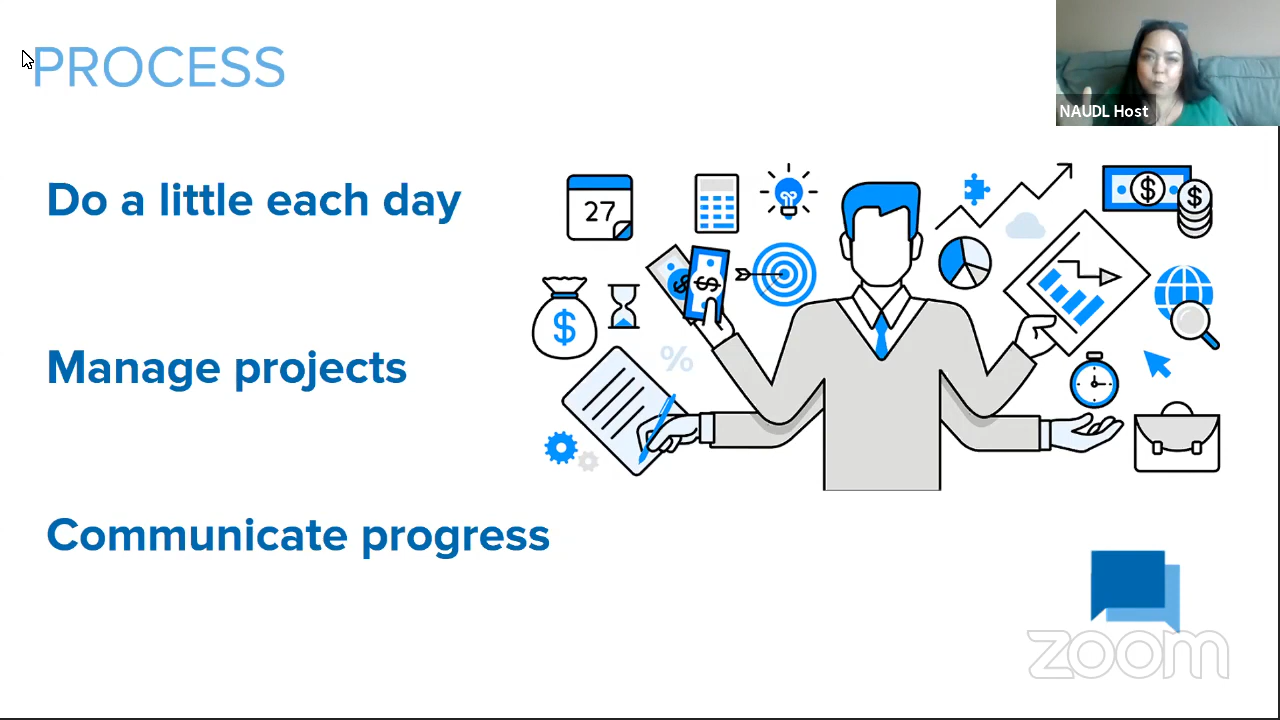 PROCESS
NAUDL Host
Do a little each day
27
$
$
$
$
$
%
Manage projects
Communicate progress
zoom